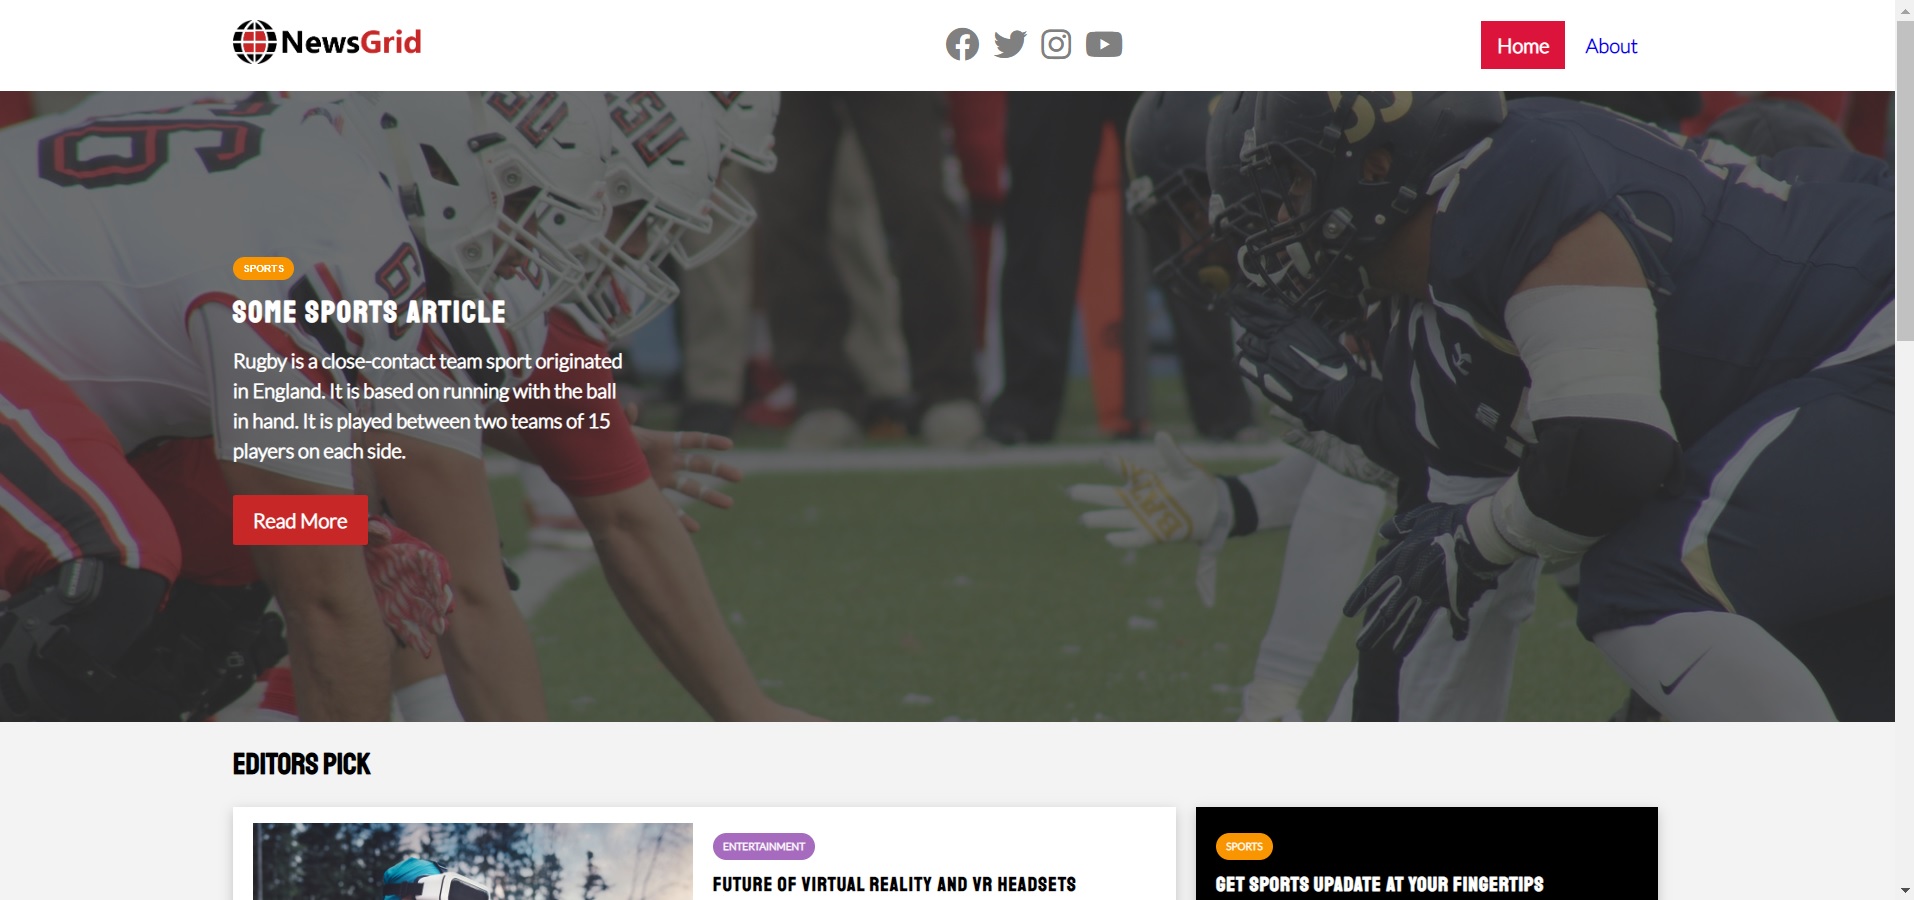 NewsGrid
Home
About
SPORTS
SOME SPORTS ARTICLE
Rugby is a close-contact team sport originated
in England. It is based on running with the ball
in hand. It is played between two teams of 15
players on each side.
Read More
EDITORS PICK
ENTERTAINMENT
FUTURE OF VIRTUAL REALITY AND VR HEADSETS
SPORTS
GET SPORTS UPADATE AT YOUR FINGERTIPS